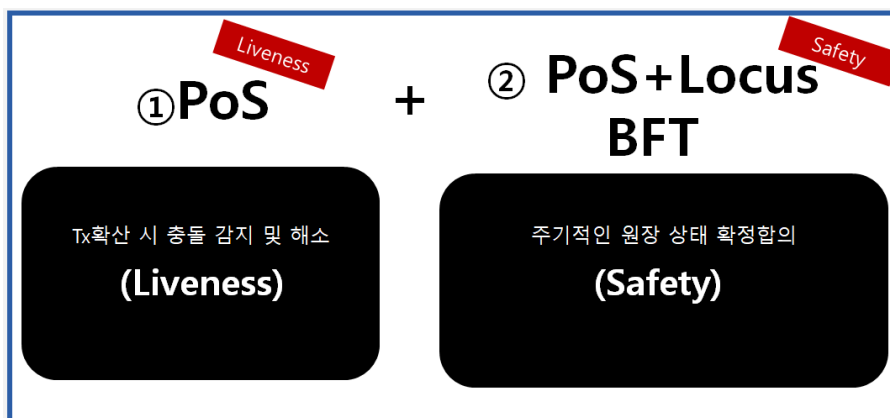 Liveness
①PoS
+
Safety
② PoS+Locus
BFT
Tx확산 시 충돌 감지 및 해소
(Liveness)
주기적인 원장 상태 확정합의
(Safety)